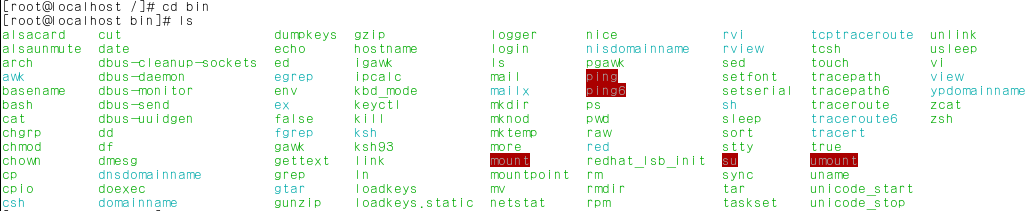 [root@localhost /]# cd bin
[root@localhost bin]# ls
alsacard cut dumpkeys gzip logger nice rvi tcptraceroute unlink
alsaunmute date echo hostname login nisdomainname rview tcsh usleep
arch dbus-cleanup-sockets ed igawk ls pgawk sed touch vi
awk dbus-daemon egrep ipcalc mail ping setfont tracepath view
basename dbus-monitor env kbd_mode mailx ping6 setserial tracepath6 ypdomainname
bash dbus-send ex keyctl mkdir ps sh traceroute zcat
cat dbus-uuidgen false kill mknod pwd sleep traceroute6 zsh
chgrp dd fgrep ksh mktemp raw sort tracert
chmod df gawk ksh93 more red stty true
chown dmesg gettext link mount redhat_lsb_init su umount
cp dnsdomainname grep ln mountpoint rm sync uname
cpio doexec gtar loadkeys mv rmdir tar unicode_start
csh domainname gunzip loadkeys.static netstat rpm taskset unicode_stop